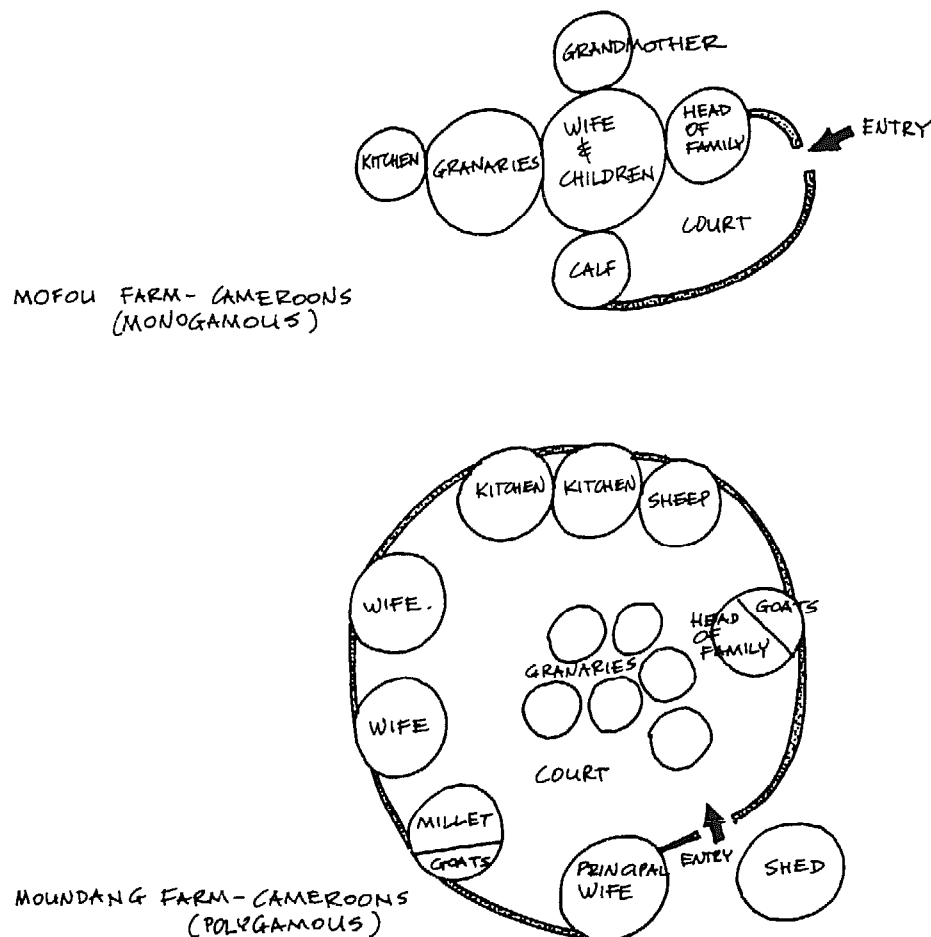 GRANDMOTHER
HEAD
OF
FAMILY
ENTRY
WIFE
&
CHILDREN
KITCHEN
GRANARIES
COURT
CALF
MOFOU FARM - CAMEROONS
(MONOGAMOUS)
KITCHEN
KITCHEN
SHEEP
WIFE.
GOATS
HEAD
OF
FAMILY
GRANARIES
WIFE
COURT
MILLET
GOATS
ENTRY
PRINCIPAL
WIFE
SHED
MOUNDANG FARM - CAMEROONS
(POLYGAMOUS)